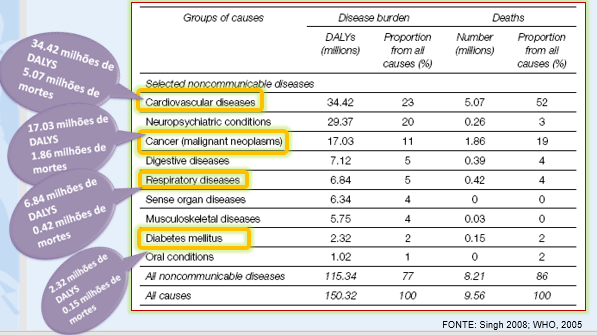 Groups of causes Disease burden Deaths
DALYs Proportion Number Proportion
(millions) from all (millions) from all
causes (%) causes (%)
Selected noncommunicable diseases
Cardiovascular diseases 34.42 23 5.07 52
Neuropsychiatric conditions 29.37 20 0.26 3
Cancer (malignant neoplasms) 17.03 11 1.86 19
Digestive diseases 7.12 5 0.39 4
Respiratory diseases 6.84 5 0.42 4
Sense organ diseases 6.34 4 0 0
Musculoskeletal diseases 5.75 4 0.03 0
Diabetes mellitus 2.32 2 0.15 2
Oral conditions 1.02 1 0 2
All noncommunicable diseases 115.34 77 8.21 86
All causes 150.32 100 9.56 100
34.42 milhões de
DALYS
5.07 milhões de
mortes
17.03 milhões de
DALYS
1.86 milhões de
mortes
6.84 milhões de
DALYS
0.42 milhões de
mortes
2.32 milhões de
DALYS
0.15 milhões de
mortes
FONTE: Singh 2008; WHO, 2005